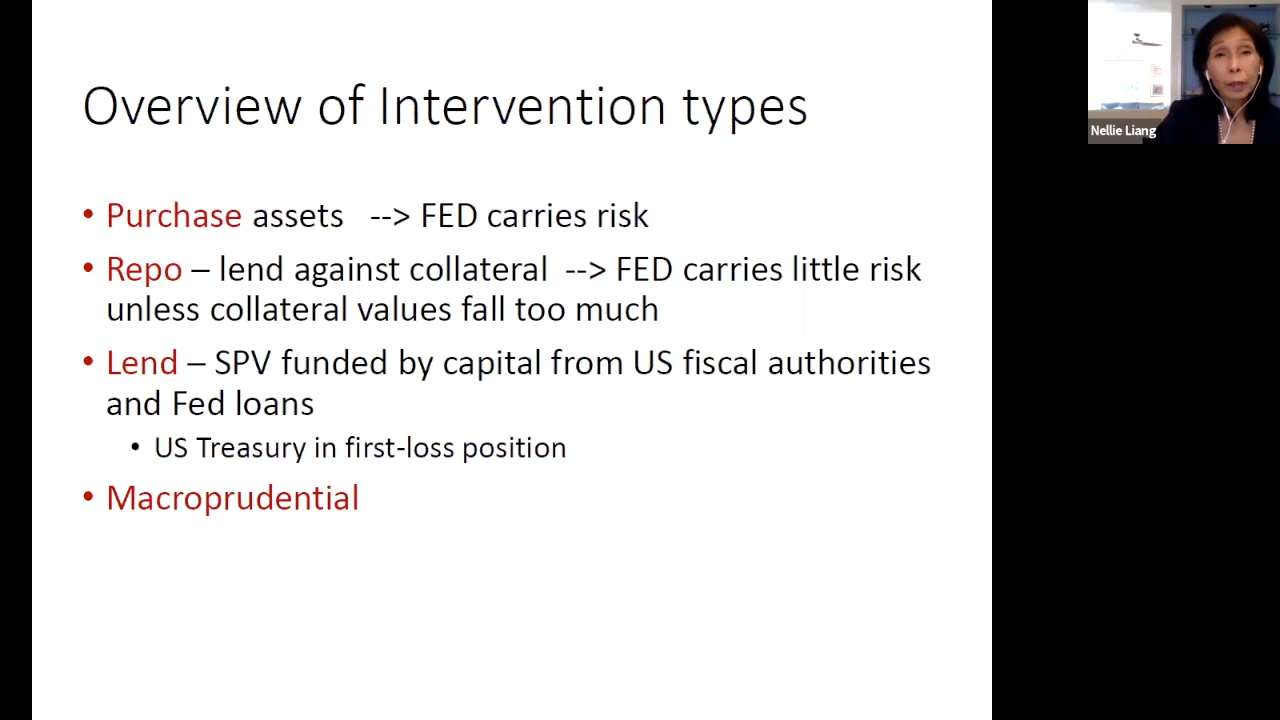 Overview of Intervention types
• Purchase assets --> FED carries risk
• Repo – lend against collateral --> FED carries little risk
unless collateral values fall too much
• Lend – SPV funded by capital from US fiscal authorities
and Fed loans
• US Treasury in first-loss position
• Macroprudential
Nellie Liang